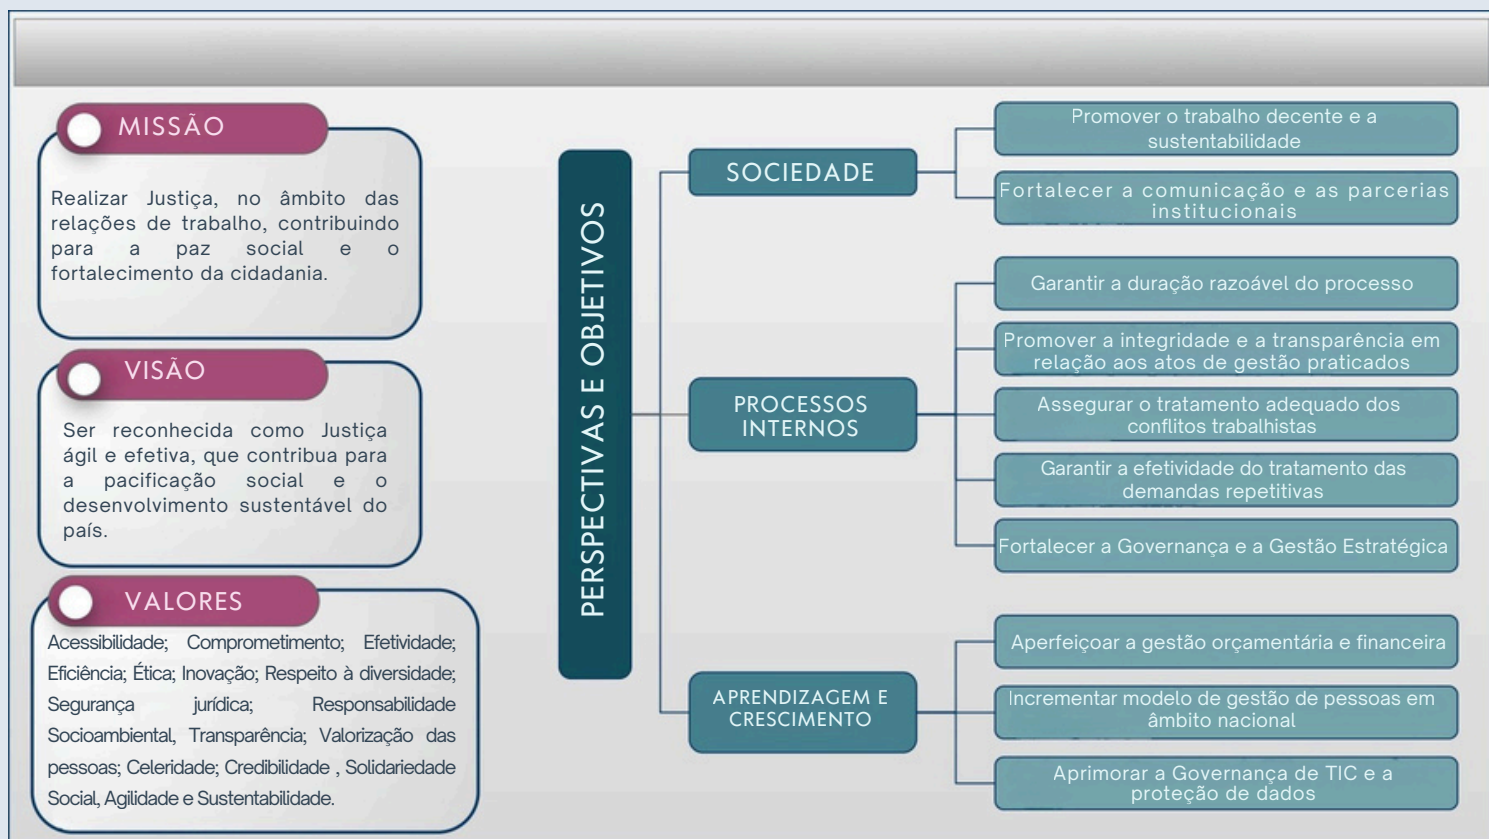 MISSÃO
Realizar Justiça, no âmbito das
relações de trabalho, contribuindo
para a paz social e o
fortalecimento da cidadania.
VISÃO
Ser reconhecida como Justiça
ágil e efetiva, que contribua para
a pacificação social e o
desenvolvimento sustentável do
país.
VALORES
Acessibilidade; Comprometimento; Efetividade;
Eficiência; Ética; Inovação; Respeito à diversidade;
Segurança jurídica; Responsabilidade
Socioambiental, Transparência; Valorização das
pessoas; Celeridade; Credibilidade , Solidariedade
Social, Agilidade e Sustentabilidade.
PERSPECTIVAS E OBJETIVOS
SOCIEDADE
Promover o trabalho decente e a
sustentabilidade
Fortalecer a comunicação e as parcerias
institucionais
PROCESSOS
INTERNOS
Garantir a duração razoável do processo
Promover a integridade e a transparência em
relação aos atos de gestão praticados
Assegurar o tratamento adequado dos
conflitos trabalhistas
Garantir a efetividade do tratamento das
demandas repetitivas
Fortalecer a Governança e a Gestão Estratégica
APRENDIZAGEM E
CRESCIMENTO
Aperfeiçoar a gestão orçamentária e financeira
Incrementar modelo de gestão de pessoas em
âmbito nacional
Aprimorar a Governança de TIC e a
proteção de dados